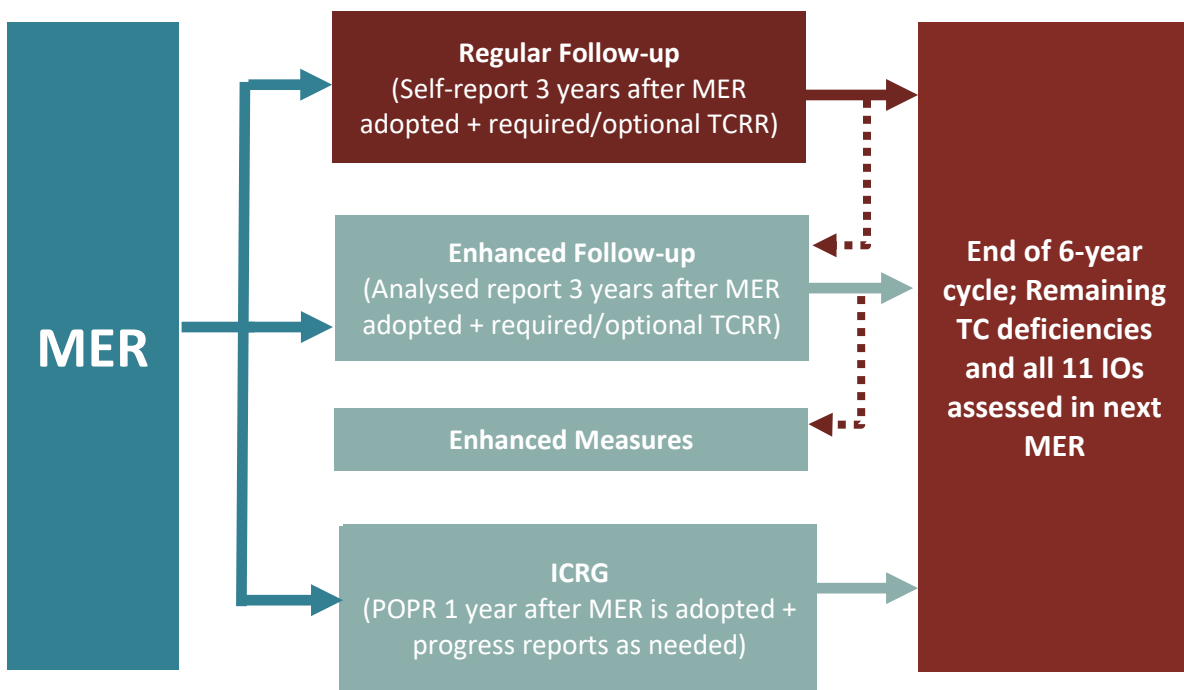 MER
Regular Follow-up
(Self-report 3 years after MER
adopted + required/optional TCRR)
Enhanced Follow-up
(Analysed report 3 years after MER
adopted + required/optional TCRR)
Enhanced Measures
ICRG
(POPR 1 year after MER is adopted +
progress reports as needed)
End of 6-year
cycle; Remaining
TC deficiencies
and all 11 IOs
assessed in next
MER